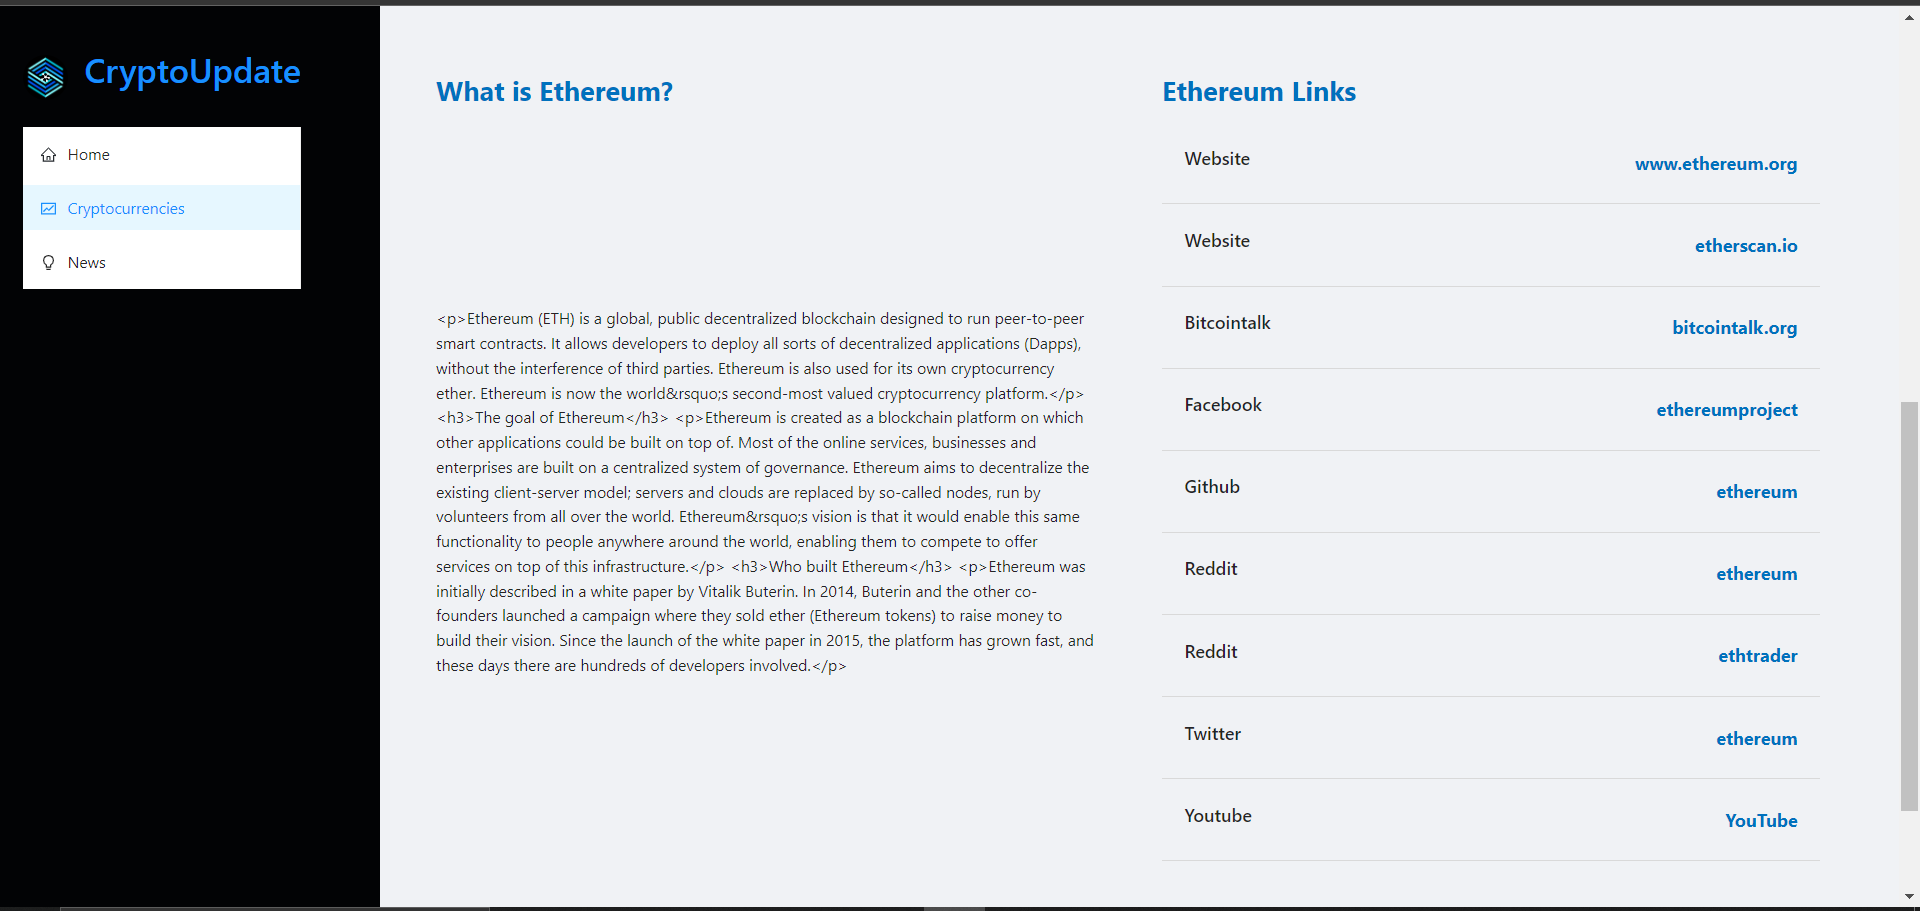 CryptoUpdate
Home
Cryptocurrencies
News
What is Ethereum?
<p>Ethereum (ETH) is a global, public decentralized blockchain designed to run peer-to-peer
smart contracts. It allows developers to deploy all sorts of decentralized applications (Dapps),
without the interference of third parties. Ethereum is also used for its own cryptocurrency
ether. Ethereum is now the world&rsquo;s second-most valued cryptocurrency platform.</p>
<h3>The goal of Ethereum</h3> <p>Ethereum is created as a blockchain platform on which
other applications could be built on top of. Most of the online services, businesses and
enterprises are built on a centralized system of governance. Ethereum aims to decentralize the
existing client-server model; servers and clouds are replaced by so-called nodes, run by
volunteers from all over the world. Ethereum&rsquo;s vision is that it would enable this same
functionality to people anywhere around the world, enabling them to compete to offer
services on top of this infrastructure.</p> <h3>Who built Ethereum</h3> <p>Ethereum was
initially described in a white paper by Vitalik Buterin. In 2014, Buterin and the other co-
founders launched a campaign where they sold ether (Ethereum tokens) to raise money to
build their vision. Since the launch of the white paper in 2015, the platform has grown fast, and
these days there are hundreds of developers involved.</p>
Ethereum Links
Website www.ethereum.org
Website etherscan.io
Bitcointalk bitcointalk.org
Facebook ethereumproject
Github ethereum
Reddit ethereum
Reddit ethtrader
Twitter ethereum
Youtube YouTube